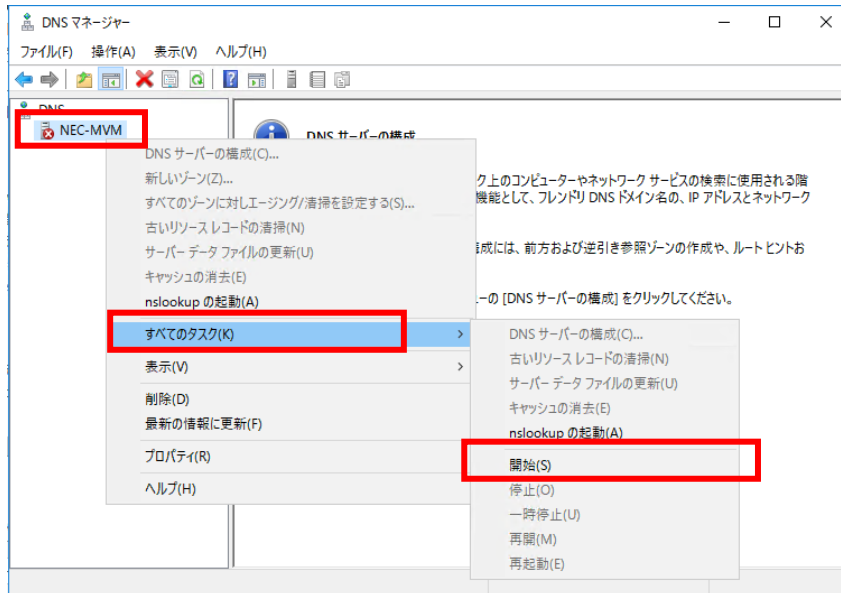 DNS マネージャー
ファイル(F) 操作(A) 表示(V) ヘルプ(H)
DNS
NEC-MVM
DNS サーバーの構成
DNS サーバーの構成(C)...
新しいゾーン(Z)...
すべてのゾーンに対しエージング/清掃を設定する(S)...
古いリソース レコードの清掃(N)
サーバー データ ファイルの更新(U)
キャッシュの消去(E)
nslookup の起動(A)
すべてのタスク(K)
表示(V)
削除(D)
最新の情報に更新(F)
プロパティ(R)
ヘルプ(H)
ク上のコンピューターやネットワーク サービスの検索に使用される階
機能として、フレンドリ DNS ドメイン名の、IP アドレスとネットワーク
構成には、前方および逆引き参照ゾーンの作成や、ルート ヒントお
ーの [DNS サーバーの構成] をクリックしてください。
DNS サーバーの構成(C)...
古いリソース レコードの清掃(N)
サーバー データ ファイルの更新(U)
キャッシュの消去(E)
nslookup の起動(A)
開始(S)
停止(O)
一時停止(U)
再開(M)
再起動(E)